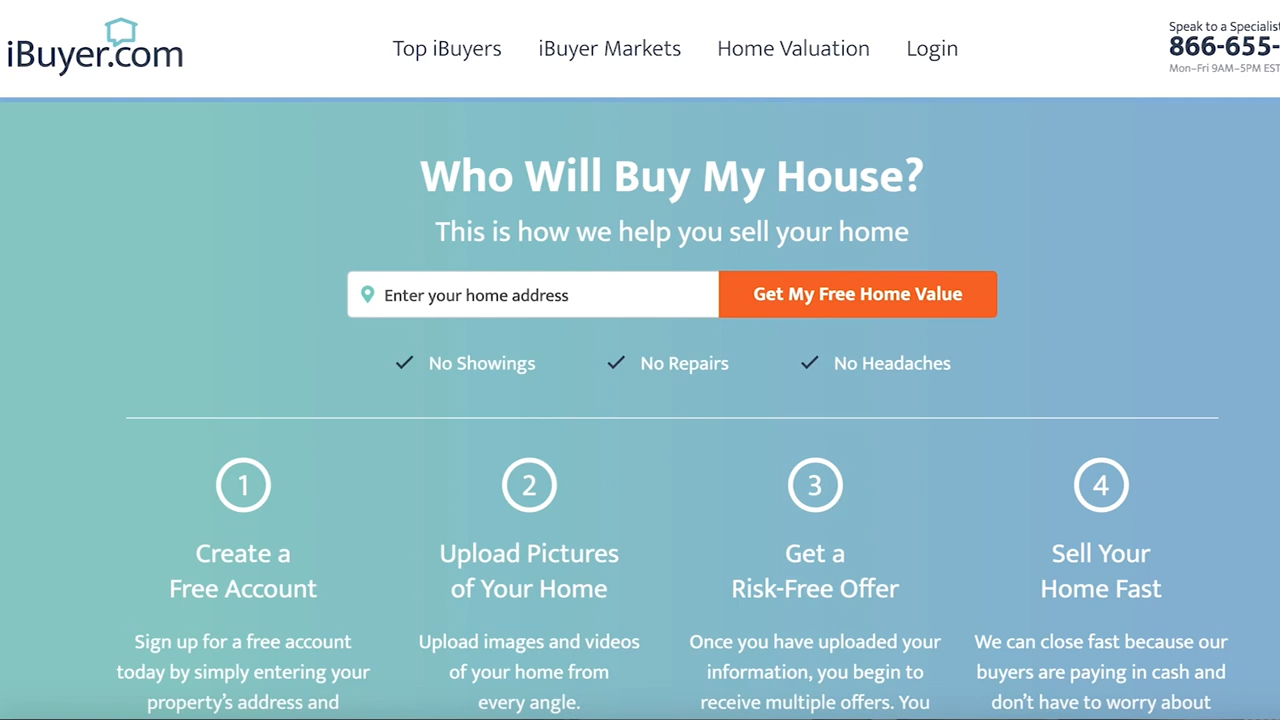 iBuyer.com
Top iBuyers
iBuyer Markets
Home Valuation
Login
Speak to a Specialist
866-655-
Mon–Fri 9AM–5PM EST
Who Will Buy My House?
This is how we help you sell your home
Enter your home address
Get My Free Home Value
No Showings
No Repairs
No Headaches
1
Create a
Free Account
Sign up for a free account
today by simply entering your
property’s address and
2
Upload Pictures
of Your Home
Upload images and videos
of your home from
every angle.
3
Get a
Risk-Free Offer
Once you have uploaded your
information, you begin to
receive multiple offers. You
4
Sell Your
Home Fast
We can close fast because our
buyers are paying in cash and
don’t have to worry about